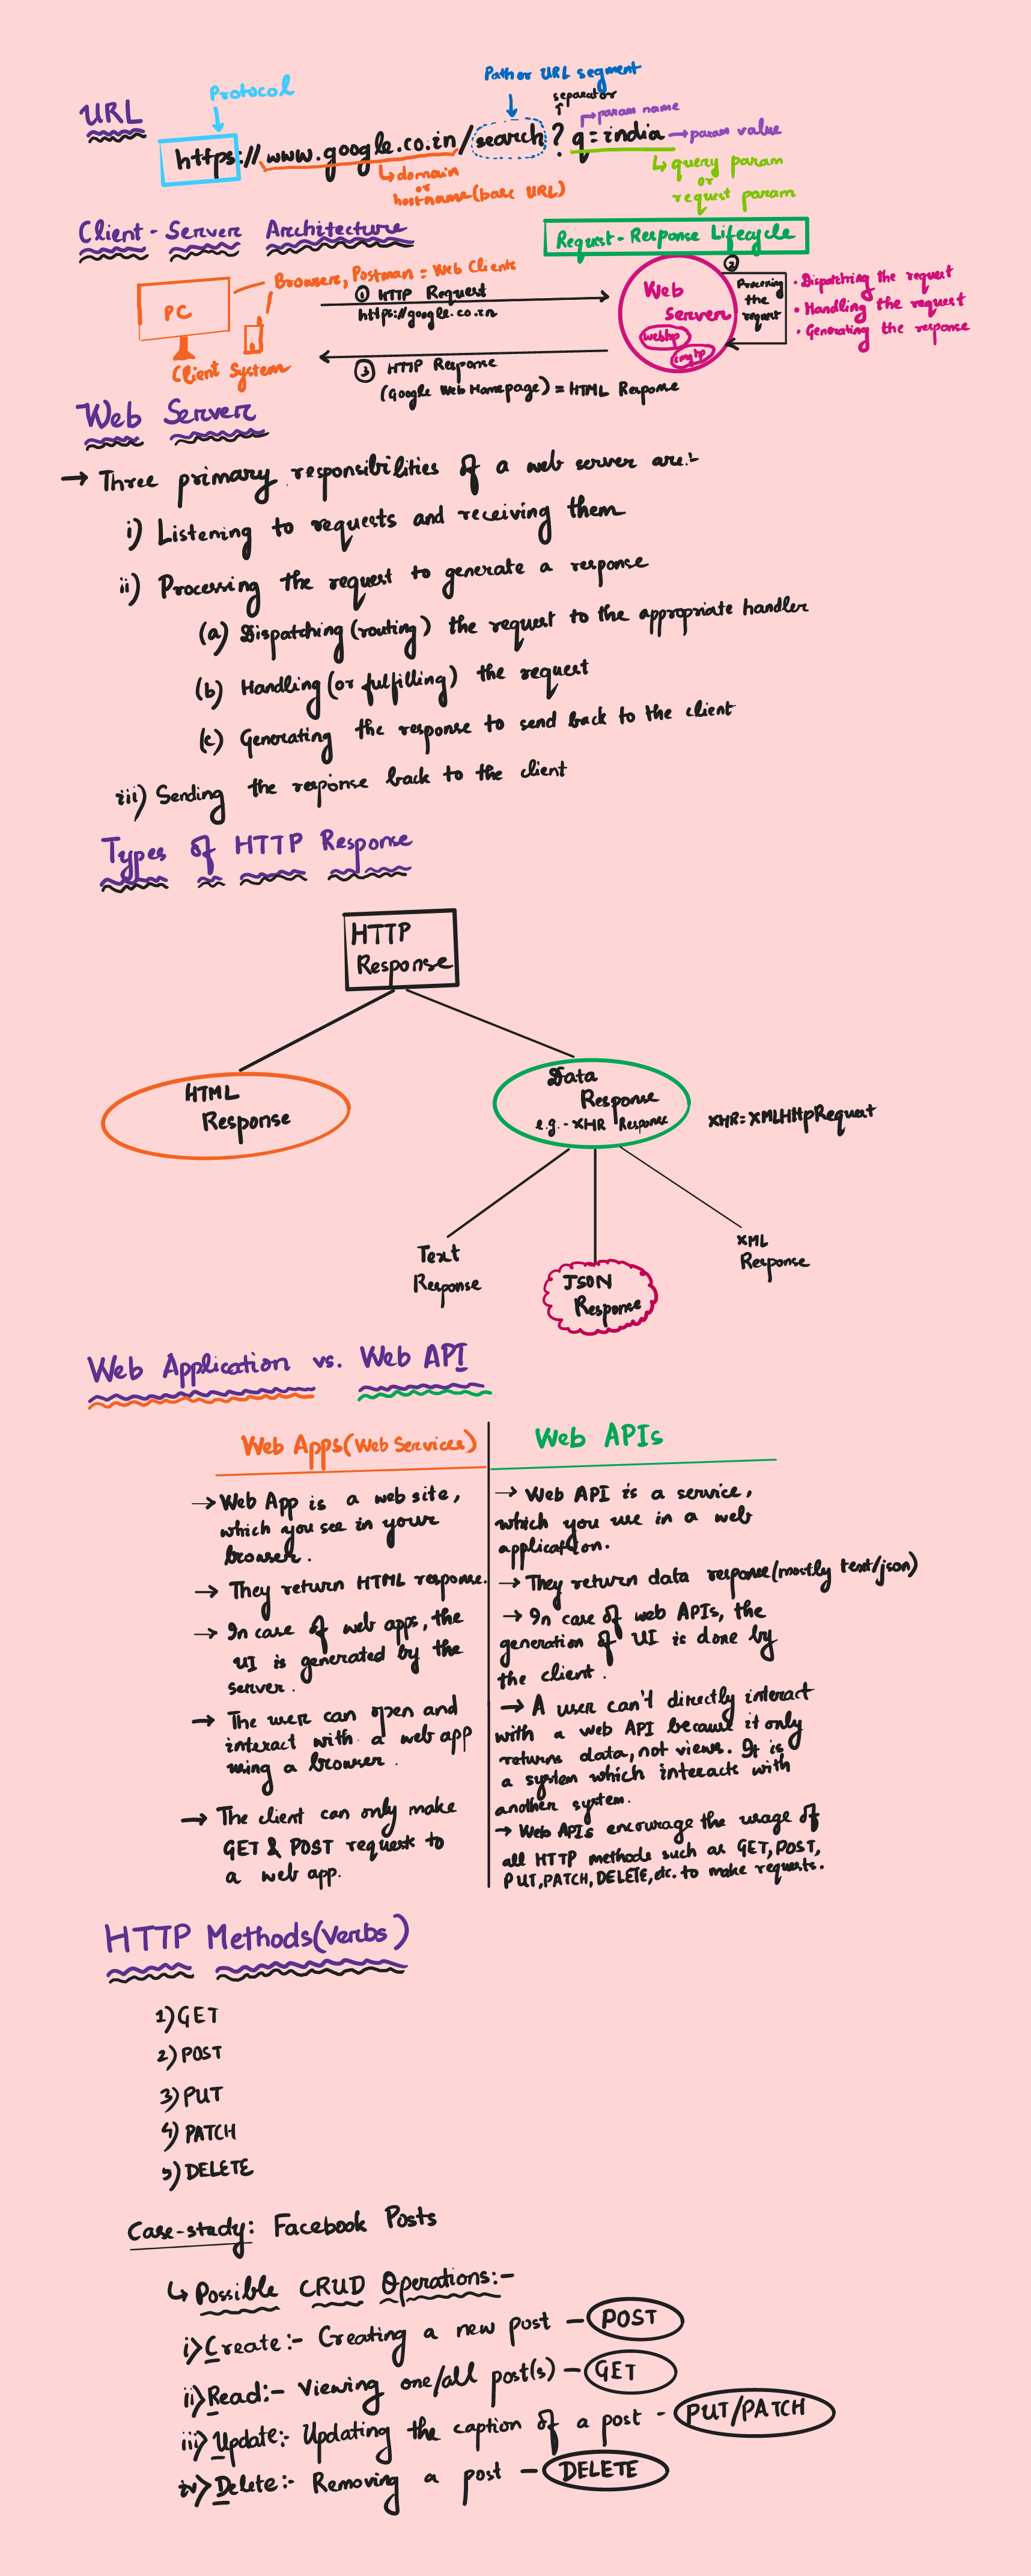 URL
Protocol
Path or URL segment
separator
param name
https://www.google.co.in/search?q=india
param value
domain
or
hostname(base URL)
query param
or
request param
Client-Server Architecture
Request-Response Lifecycle
Browsers, Postman = Web Clients
PC
Client System
① HTTP Request
https://google.co.in
Web
Server
webhp
②
Processing
the
request
• Dispatching the request
• Handling the request
• Generating the response
③ HTTP Response
(Google Web Homepage) = HTML Response
Web Server
→ Three primary responsibilities of a web server are:-
i) Listening to requests and receiving them
ii) Processing the request to generate a response
(a) Dispatching (routing) the request to the appropriate handler
(b) Handling (or fulfilling) the request
(c) Generating the response to send back to the client
iii) Sending the response back to the client
Types of HTTP Response
HTTP
Response
HTML
Response
Data
Response
e.g.- XHR Response
XHR = XMLHttpRequest
Text
Response
JSON
Response
XML
Response
Web Application vs. Web API
Web Apps(Web Services)
→ Web App is a website,
which you see in your
browser.
→ They return HTML response.
→ In case of web apps, the
UI is generated by the
server.
→ The user can open and
interact with a web app
using a browser.
→ The client can only make
GET & POST request to
a web app.
Web APIs
→ Web API is a service,
which you use in a web
application.
→ They return data response(mostly text/json)
→ In case of web APIs, the
generation of UI is done by
the client.
→ A user can't directly interact
with a web API because it only
returns data, not views. It is
a system which interacts with
another system.
→ Web APIs encourage the usage of
all HTTP methods such as GET, POST,
PUT, PATCH, DELETE, etc. to make requests.
HTTP Methods(Verbs)
1) GET
2) POST
3) PUT
4) PATCH
5) DELETE
Case-study: Facebook Posts
↳ Possible CRUD Operations:-
i) Create:- Creating a new post - POST
ii) Read:- Viewing one/all post(s) - GET
iii) Update:- Updating the caption of a post - PUT/PATCH
iv) Delete:- Removing a post - DELETE